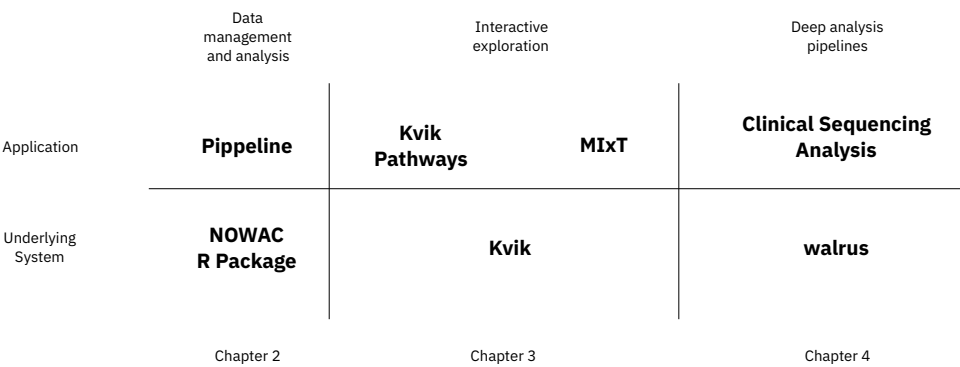 Data
management
and analysis
Interactive
exploration
Deep analysis
pipelines
Application
Pippeline
Kvik
Pathways
MIxT
Clinical Sequencing
Analysis
Underlying
System
NOWAC
R Package
Kvik
walrus
Chapter 2
Chapter 3
Chapter 4